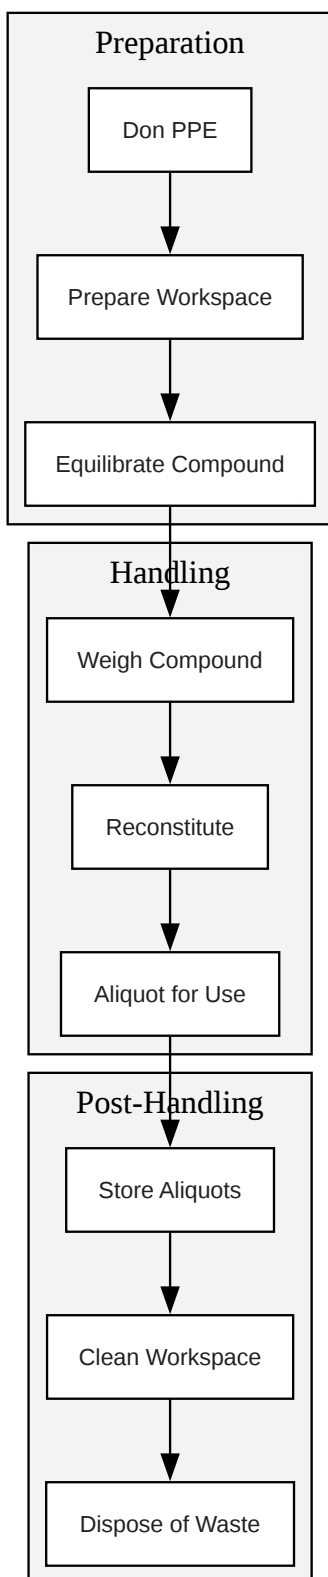 Preparation
Don PPE
Prepare Workspace
Equilibrate Compound
Handling
Weigh Compound
Reconstitute
Aliquot for Use
Post-Handling
Store Aliquots
Clean Workspace
Dispose of Waste